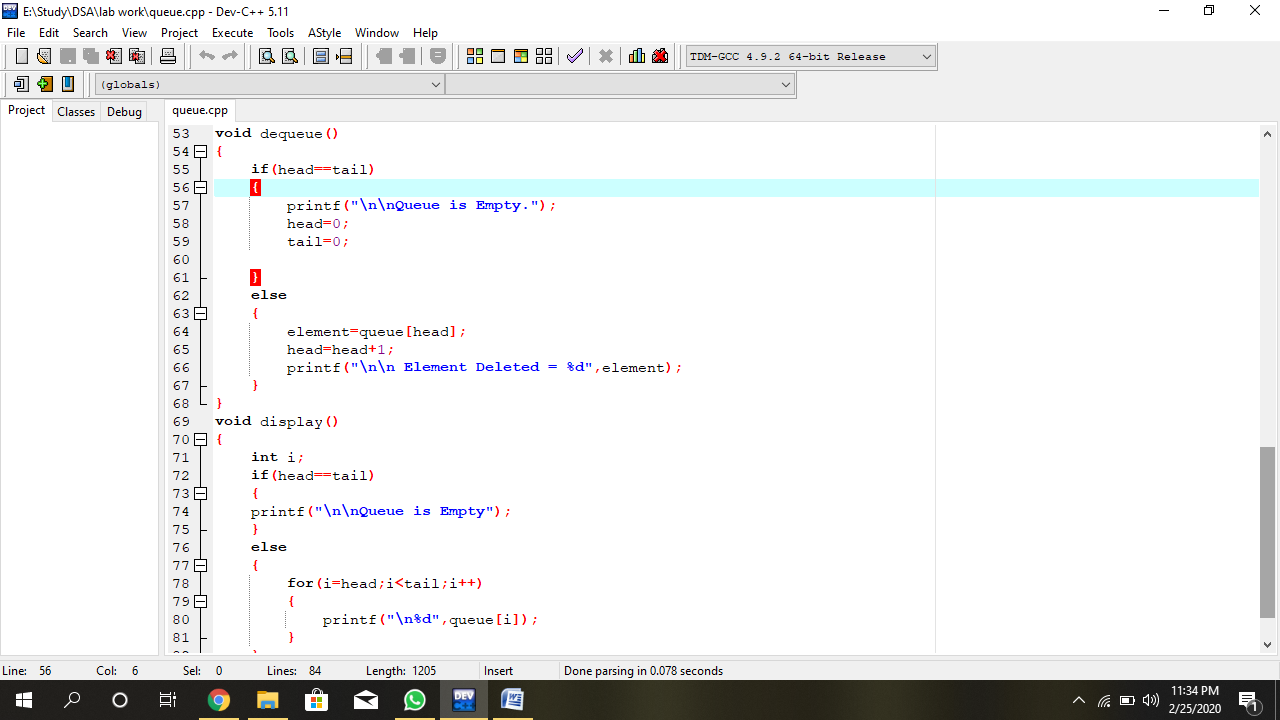 E:\Study\DSA\lab work\queue.cpp - Dev-C++ 5.11
File Edit Search View Project Execute Tools AStyle Window Help
TDM-GCC 4.9.2 64-bit Release
(globals)
Project Classes Debug queue.cpp
53 void dequeue()
54 {
55 if(head==tail)
56 {
57 printf("\n\nQueue is Empty.");
58 head=0;
59 tail=0;
60
61 }
62 else
63 {
64 element=queue[head];
65 head=head+1;
66 printf("\n\n Element Deleted = %d",element);
67 }
68 }
69 void display()
70 {
71 int i;
72 if(head==tail)
73 {
74 printf("\n\nQueue is Empty");
75 }
76 else
77 {
78 for(i=head;i<tail;i++)
79 {
80 printf("\n%d",queue[i]);
81 }
Line: 56 Col: 6 Sel: 0 Lines: 84 Length: 1205 Insert Done parsing in 0.078 seconds
DEV
11:34 PM
2/25/2020
1